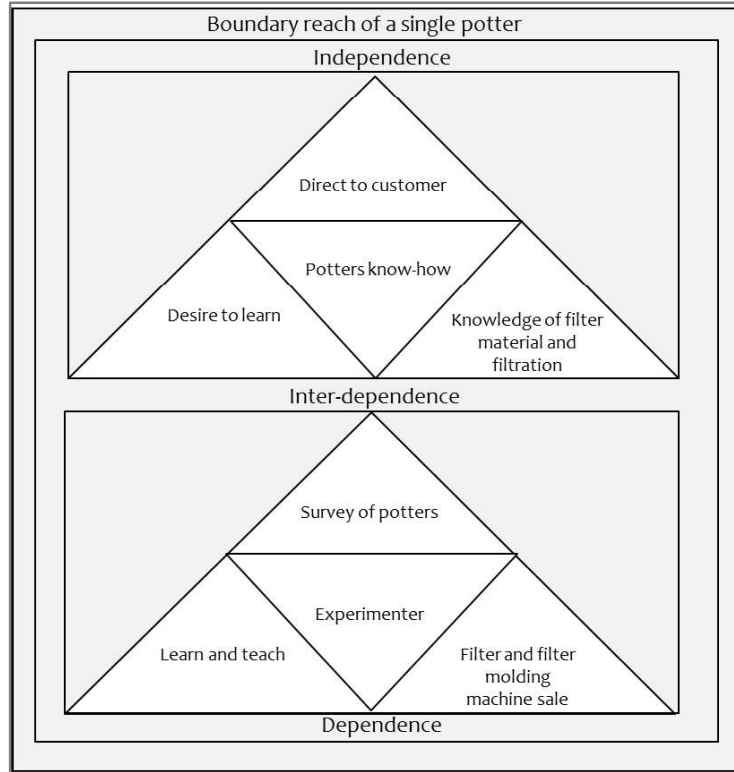 Boundary reach of a single potter
Independence
Direct to customer
Potters know-how
Desire to learn
Knowledge of filter
material and
filtration
Inter-dependence
Survey of potters
Experimenter
Learn and teach
Filter and filter
molding
machine sale
Dependence